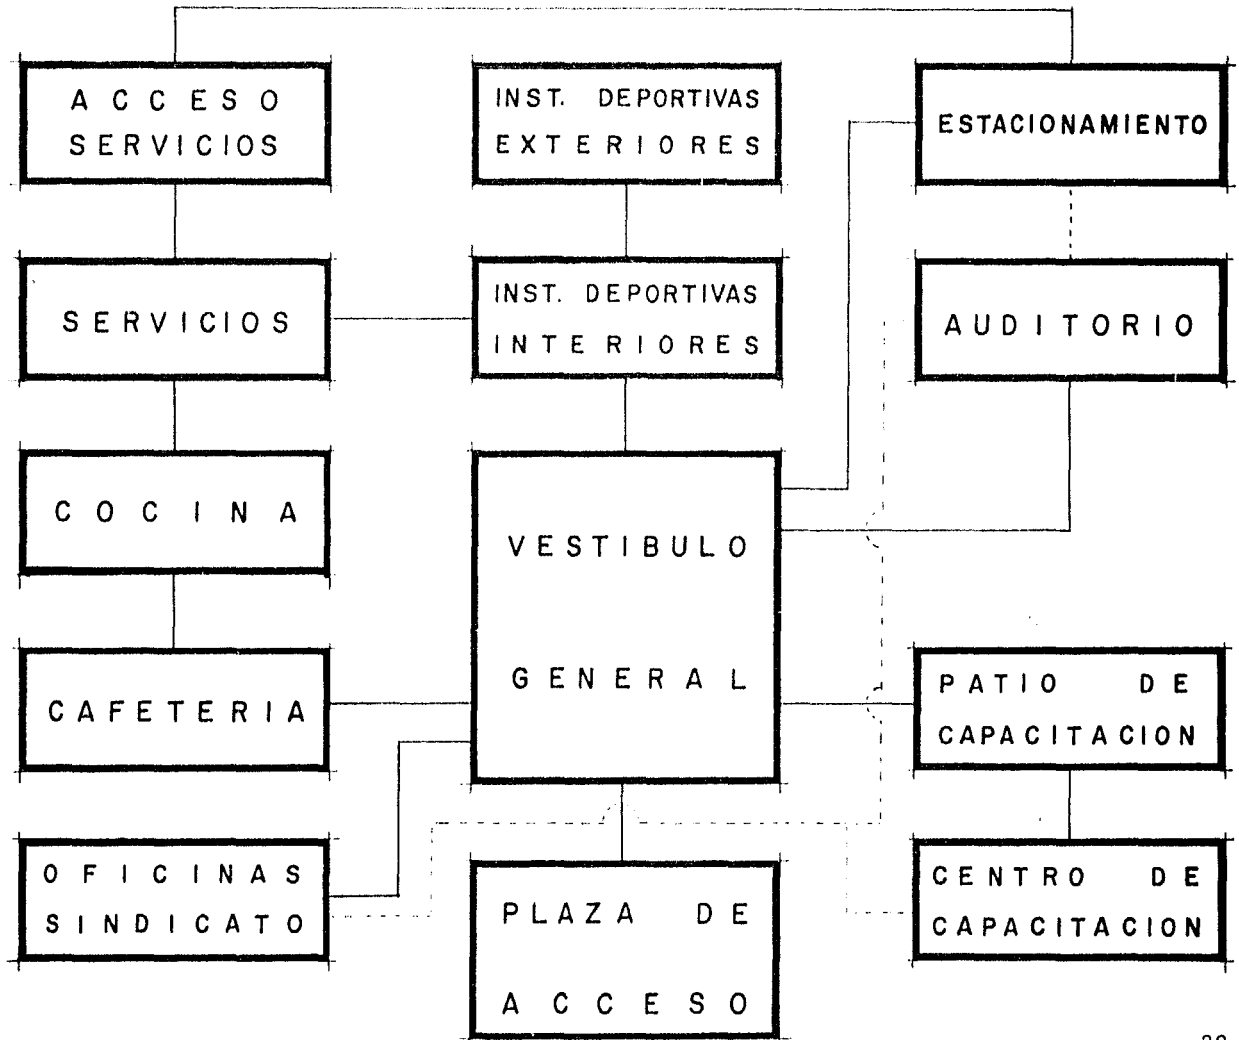 ACCESO
SERVICIOS
INST. DEPORTIVAS
EXTERIORES
ESTACIONAMIENTO
SERVICIOS
INST. DEPORTIVAS
INTERIORES
AUDITORIO
COCINA
VESTIBULO
GENERAL
CAFETERIA
PATIO DE
CAPACITACION
OFICINAS
SINDICATO
PLAZA DE
ACCESO
CENTRO DE
CAPACITACION